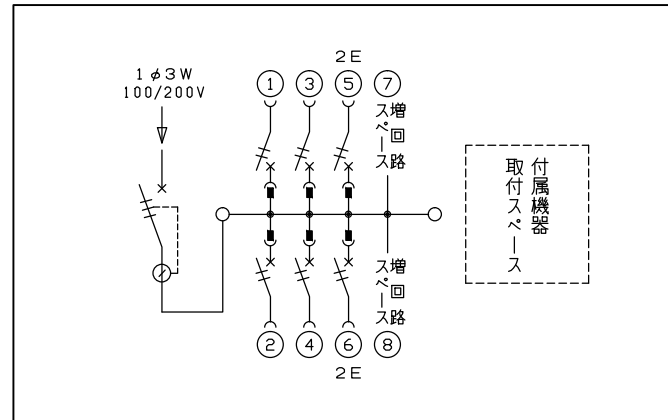 2E
1φ3W
100/200V
① ③ ⑤ ⑦
増回路
スペース
付属機器
取付スペース
増回路
スペース
② ④ ⑥ ⑧
2E